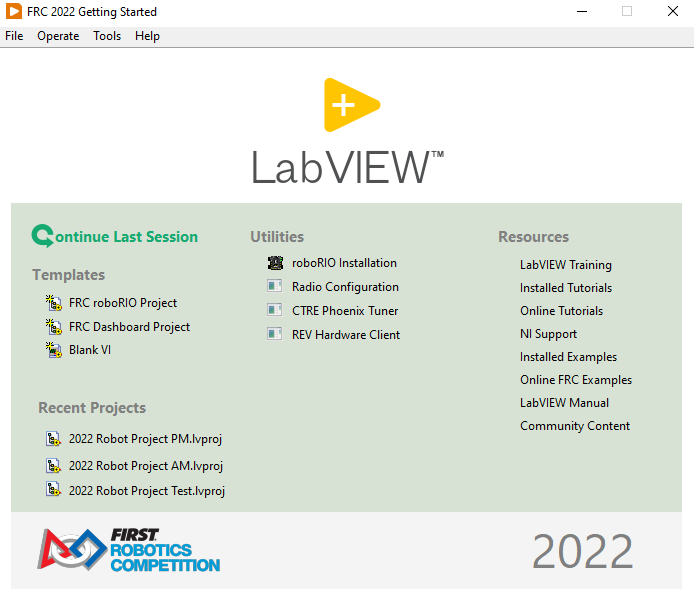 FRC 2022 Getting Started
File Operate Tools Help
LabVIEW™
Continue Last Session
Templates
FRC roboRIO Project
FRC Dashboard Project
Blank VI
Recent Projects
2022 Robot Project PM.lvproj
2022 Robot Project AM.lvproj
2022 Robot Project Test.lvproj
Utilities
roboRIO Installation
Radio Configuration
CTRE Phoenix Tuner
REV Hardware Client
Resources
LabVIEW Training
Installed Tutorials
Online Tutorials
NI Support
Installed Examples
Online FRC Examples
LabVIEW Manual
Community Content
FIRST
ROBOTICS
COMPETITION
2022